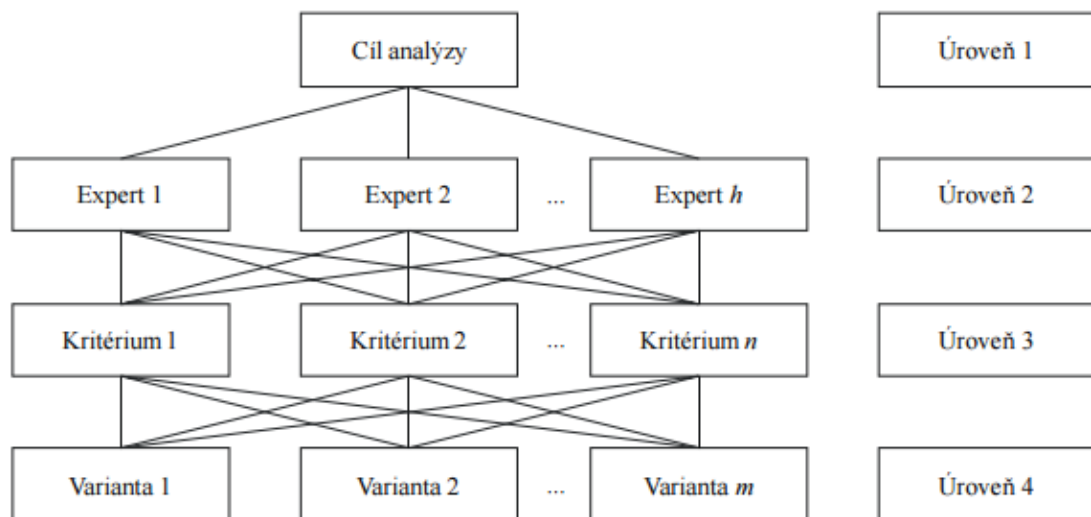 Cíl analýzy Úroveň 1
Expert 1 Expert 2 ... Expert h Úroveň 2
Kritérium 1 Kritérium 2 ... Kritérium n Úroveň 3
Varianta 1 Varianta 2 ... Varianta m Úroveň 4